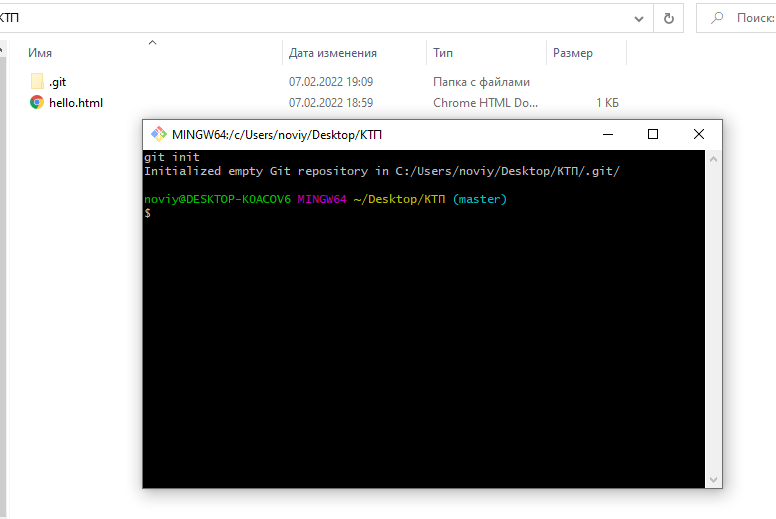 КТП
Поиск:
Имя Дата изменения Тип Размер
.git 07.02.2022 19:09 Папка с файлами
hello.html 07.02.2022 18:59 Chrome HTML Do... 1 КБ
MINGW64:/c/Users/noviy/Desktop/КТП
git init
Initialized empty Git repository in C:/Users/noviy/Desktop/КТП/.git/
noviy@DESKTOP-KOACOV6 MINGW64 ~/Desktop/КТП (master)
$